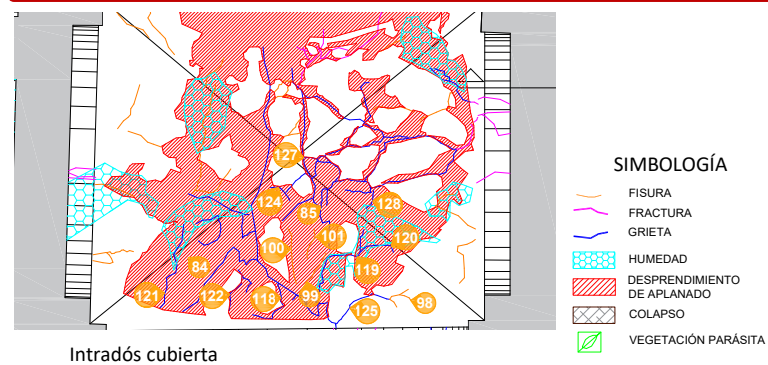 127
124
85
128
101
100
120
84
119
121
122
118
99
125
98
Intradós cubierta
SIMBOLOGÍA
FISURA
FRACTURA
GRIETA
HUMEDAD
DESPRENDIMIENTO
DE APLANADO
COLAPSO
VEGETACIÓN PARÁSITA